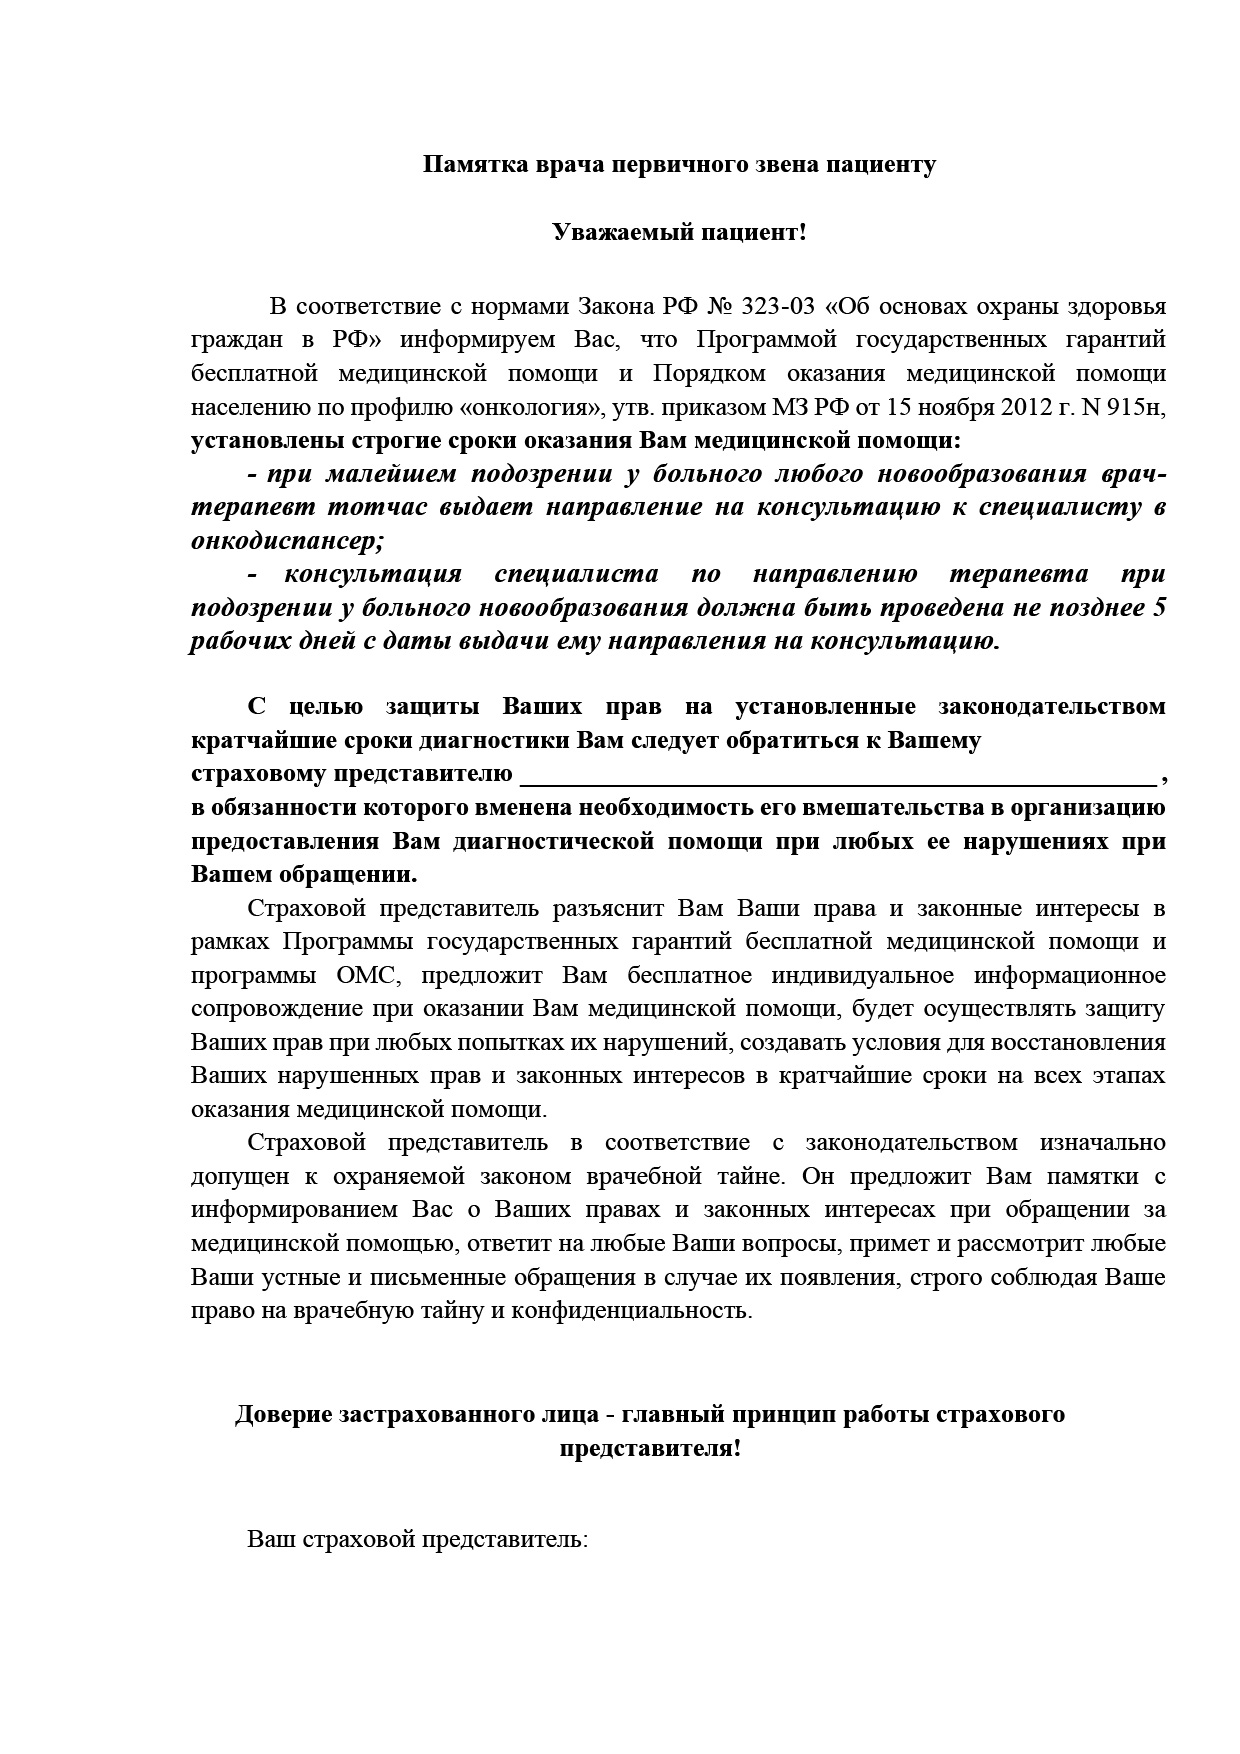 Памятка врача первичного звена пациенту
Уважаемый пациент!
В соответствие с нормами Закона РФ № 323-03 «Об основах охраны здоровья
граждан в РФ» информируем Вас, что Программой государственных гарантий
бесплатной медицинской помощи и Порядком оказания медицинской помощи
населению по профилю «онкология», утв. приказом МЗ РФ от 15 ноября 2012 г. N 915н,
установлены строгие сроки оказания Вам медицинской помощи:
- при малейшем подозрении у больного любого новообразования врач-
терапевт тотчас выдает направление на консультацию к специалисту в
онкодиспансер;
- консультация специалиста по направлению терапевта при
подозрении у больного новообразования должна быть проведена не позднее 5
рабочих дней с даты выдачи ему направления на консультацию.
С целью защиты Ваших прав на установленные законодательством
кратчайшие сроки диагностики Вам следует обратиться к Вашему
страховому представителю ______________________________________________,
в обязанности которого вменена необходимость его вмешательства в организацию
предоставления Вам диагностической помощи при любых ее нарушениях при
Вашем обращении.
Страховой представитель разъяснит Вам Ваши права и законные интересы в
рамках Программы государственных гарантий бесплатной медицинской помощи и
программы ОМС, предложит Вам бесплатное индивидуальное информационное
сопровождение при оказании Вам медицинской помощи, будет осуществлять защиту
Ваших прав при любых попытках их нарушений, создавать условия для восстановления
Ваших нарушенных прав и законных интересов в кратчайшие сроки на всех этапах
оказания медицинской помощи.
Страховой представитель в соответствие с законодательством изначально
допущен к охраняемой законом врачебной тайне. Он предложит Вам памятки с
информированием Вас о Ваших правах и законных интересах при обращении за
медицинской помощью, ответит на любые Ваши вопросы, примет и рассмотрит любые
Ваши устные и письменные обращения в случае их появления, строго соблюдая Ваше
право на врачебную тайну и конфиденциальность.
Доверие застрахованного лица - главный принцип работы страхового
представителя!
Ваш страховой представитель: